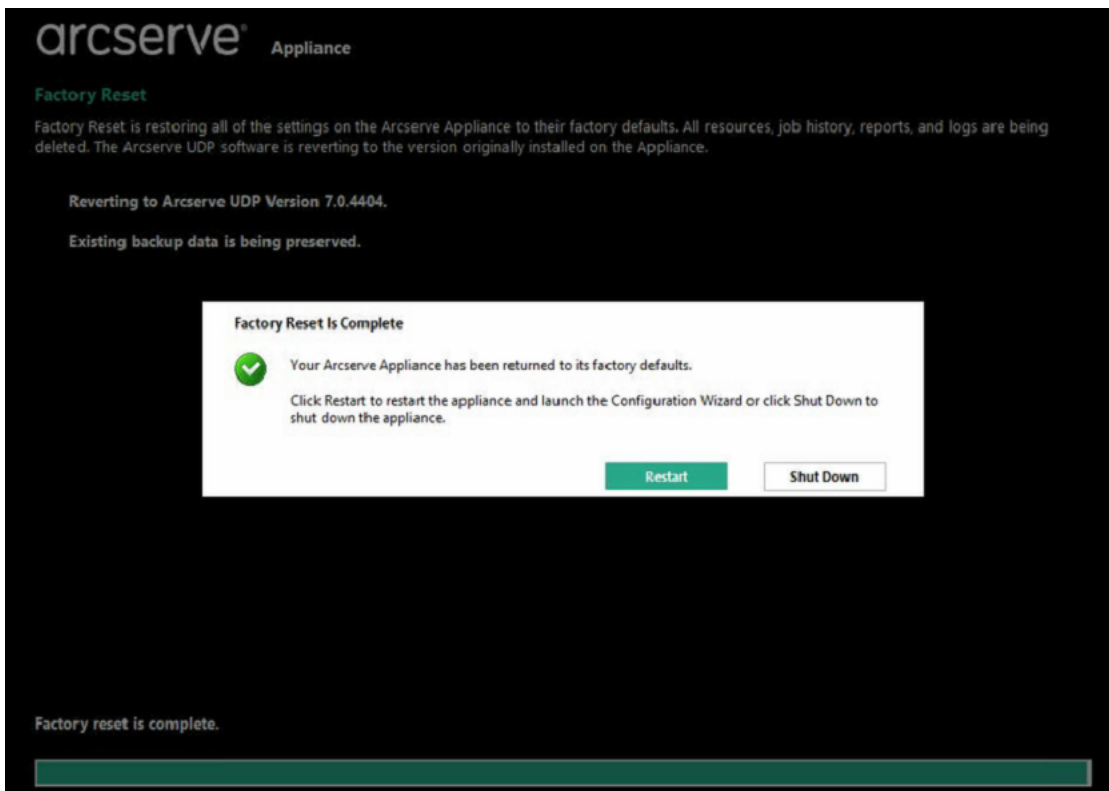 arcserve® Appliance
Factory Reset
Factory Reset is restoring all of the settings on the Arcserve Appliance to their factory defaults. All resources, job history, reports, and logs are being
deleted. The Arcserve UDP software is reverting to the version originally installed on the Appliance.
Reverting to Arcserve UDP Version 7.0.4404.
Existing backup data is being preserved.
Factory Reset Is Complete
Your Arcserve Appliance has been returned to its factory defaults.
Click Restart to restart the appliance and launch the Configuration Wizard or click Shut Down to
shut down the appliance.
Restart Shut Down
Factory reset is complete.